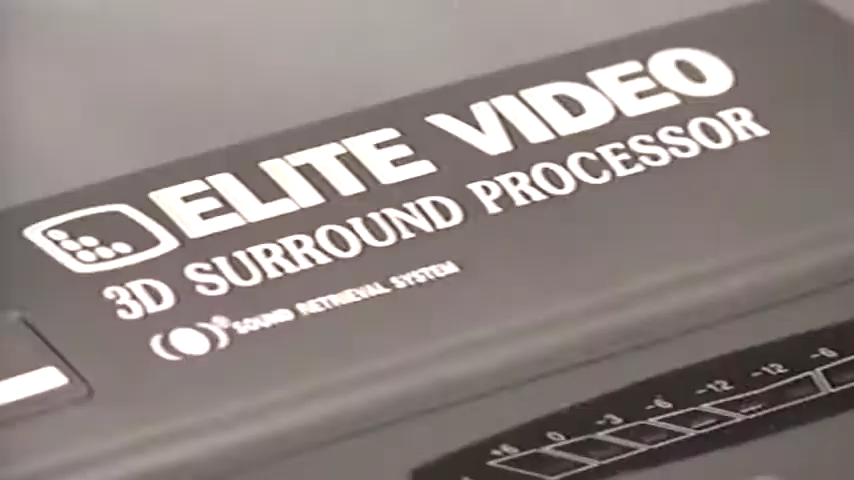 ELITE VIDEO
3D SURROUND PROCESSOR
SOUND RETRIEVAL SYSTEM
+6 0 -3 -6 -12 -12 -6